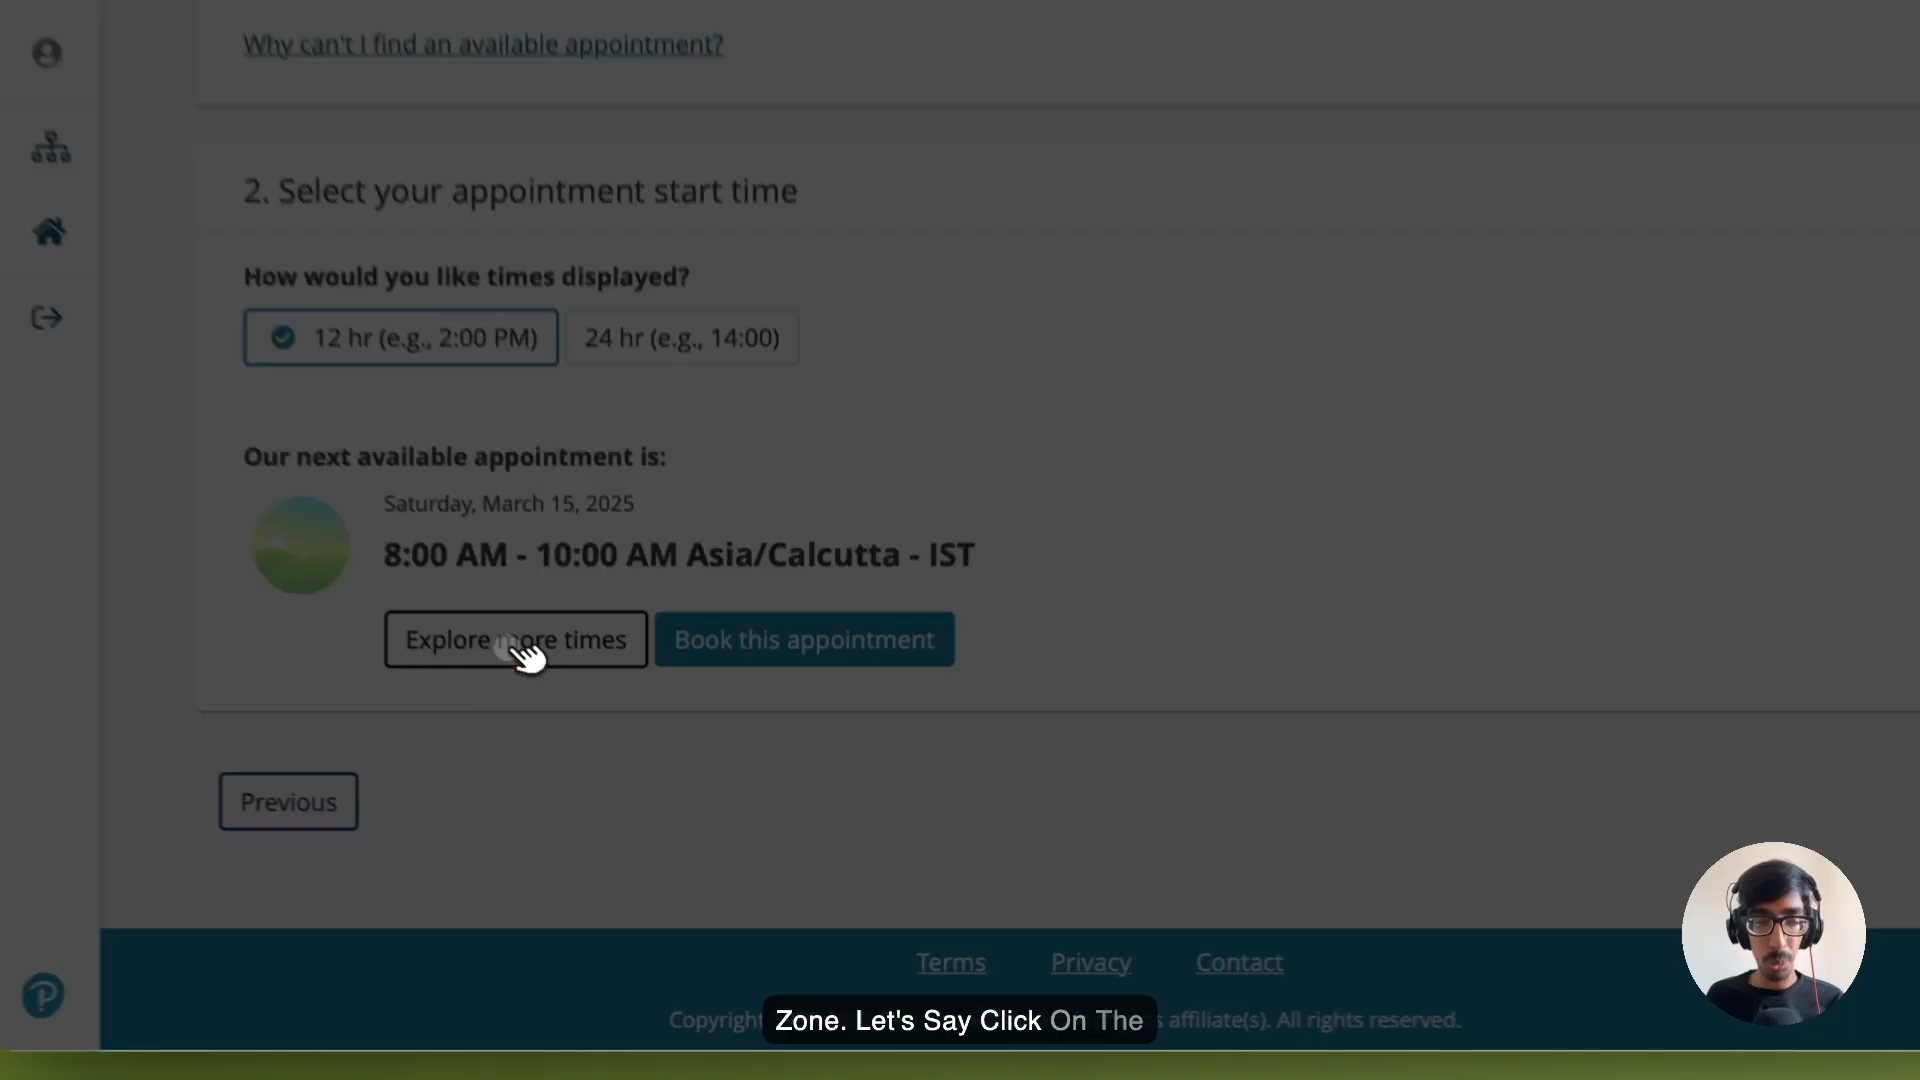 Why can't I find an available appointment?
2. Select your appointment start time
How would you like times displayed?
12 hr (e.g., 2:00 PM)
24 hr (e.g., 14:00)
Our next available appointment is:
Saturday, March 15, 2025
8:00 AM - 10:00 AM Asia/Calcutta - IST
Explore more times
Book this appointment
Previous
Terms
Privacy
Contact
Copyright
affiliate(s). All rights reserved.
Zone. Let's Say Click On The